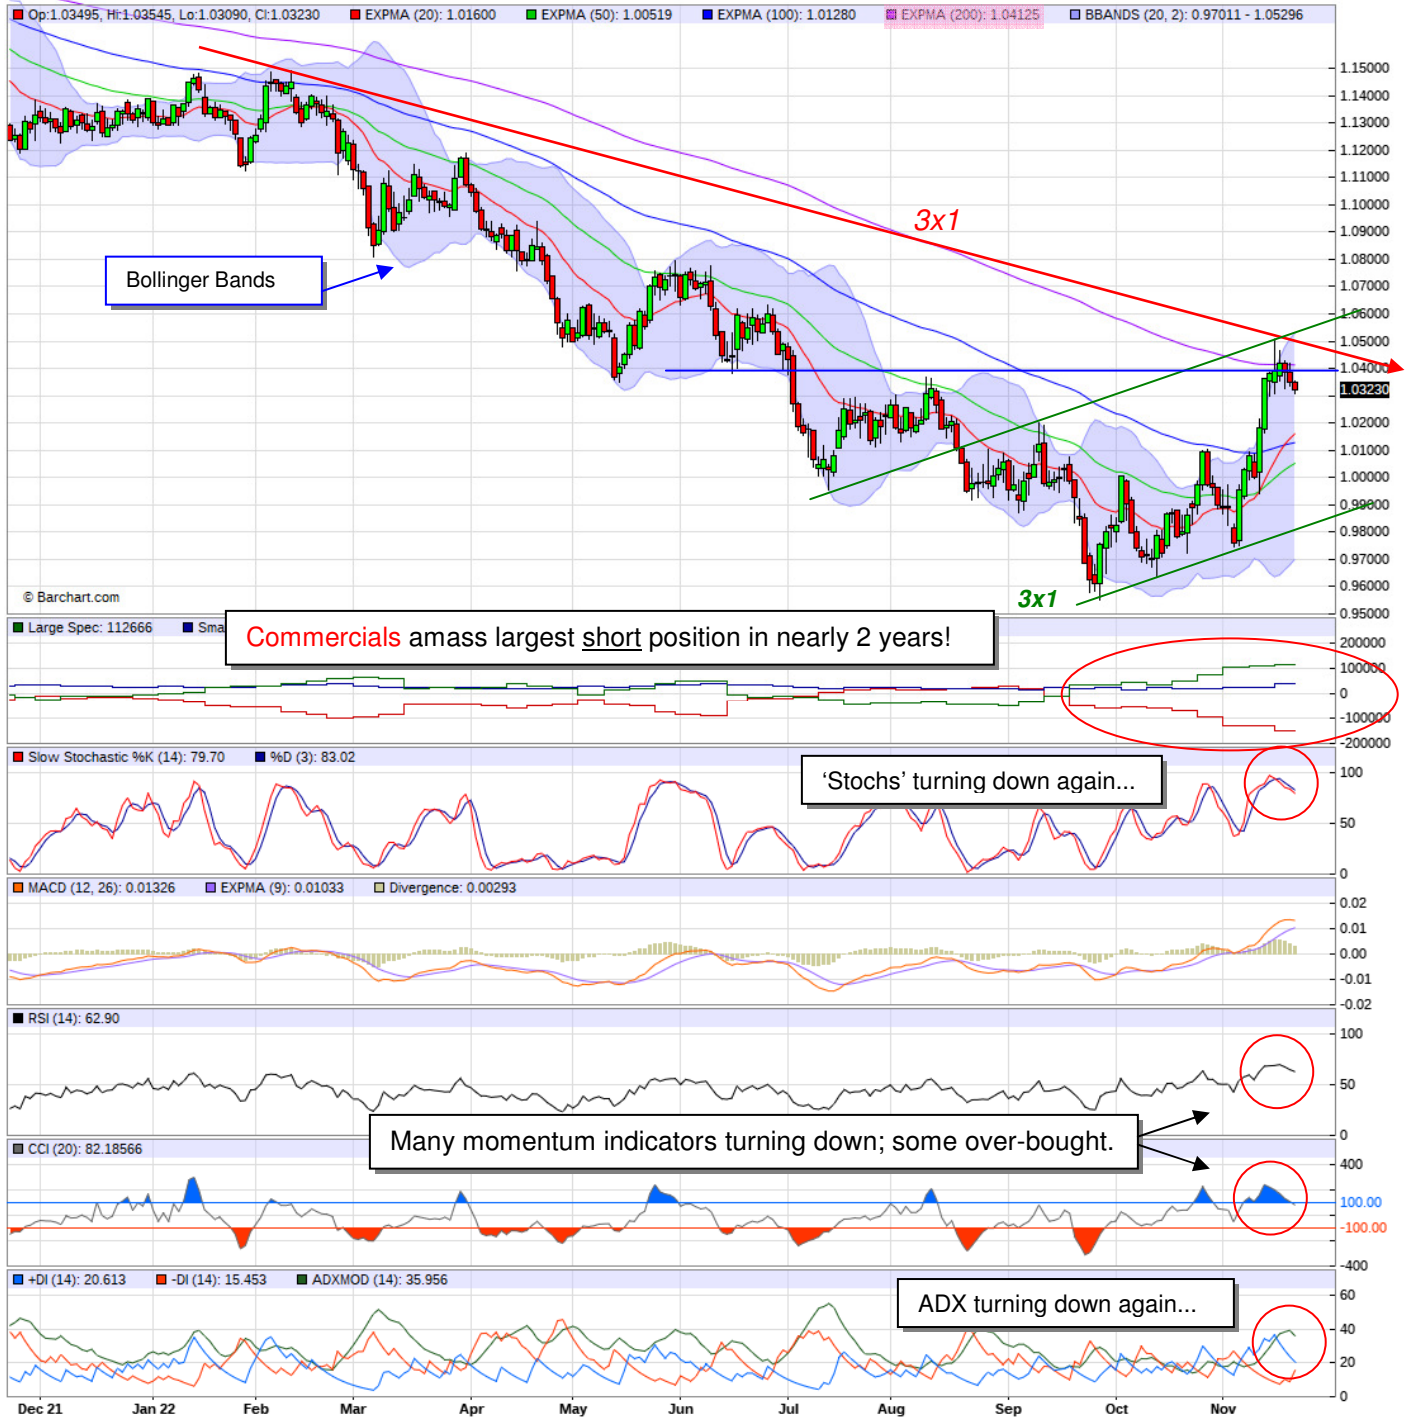 Op:1.03495, Hi:1.03545, Lo:1.03090, Cl:1.03230 EXPMA (20): 1.01600 EXPMA (50): 1.00519 EXPMA (100): 1.01280 EXPMA (200): 1.04125 BBANDS (20, 2): 0.97011 - 1.05296
1.15000
1.14000
1.13000
1.12000
1.11000
1.10000
3x1
1.09000
1.08000
Bollinger Bands
1.07000
1.06000
1.05000
1.04000
1.03230
1.02000
1.01000
1.00000
0.99000
0.98000
0.97000
0.96000
3x1
© Barchart.com
0.95000
Large Spec: 112666 Sma
Commercials amass largest short position in nearly 2 years!
200000
100000
0
-100000
-200000
Slow Stochastic %K (14): 79.70 %D (3): 83.02
‘Stochs’ turning down again...
100
50
0
MACD (12, 26): 0.01326 EXPMA (9): 0.01033 Divergence: 0.00293
0.02
0.01
0.00
-0.01
-0.02
RSI (14): 62.90
100
50
0
Many momentum indicators turning down; some over-bought.
CCI (20): 82.18566
400
100.00
-100.00
-400
+DI (14): 20.613 -DI (14): 15.453 ADXMOD (14): 35.956
ADX turning down again...
60
40
20
0
Dec 21 Jan 22 Feb Mar Apr May Jun Jul Aug Sep Oct Nov